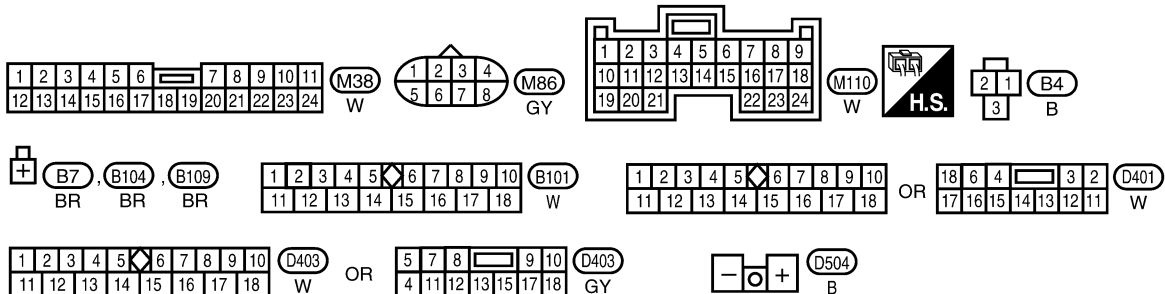 1 2 3 4 5 6 7 8 9 10 11
12 13 14 15 16 17 18 19 20 21 22 23 24
M38
W
1 2 3 4
5 6 7 8
M86
GY
1 2 3 4 5 6 7 8 9
10 11 12 13 14 15 16 17 18
19 20 21 22 23 24
M110
W
H.S.
2 1
3
B4
B
+
B7 , B104 , B109
BR BR BR
1 2 3 4 5 6 7 8 9 10
11 12 13 14 15 16 17 18
B101
W
1 2 3 4 5 6 7 8 9 10
11 12 13 14 15 16 17 18
OR
18 6 4 3 2
17 16 15 14 13 12 11
D401
W
1 2 3 4 5 6 7 8 9 10
11 12 13 14 15 16 17 18
D403
W
OR
5 7 8 9 10
4 11 12 13 15 17 18
D403
GY
− +
D504
B